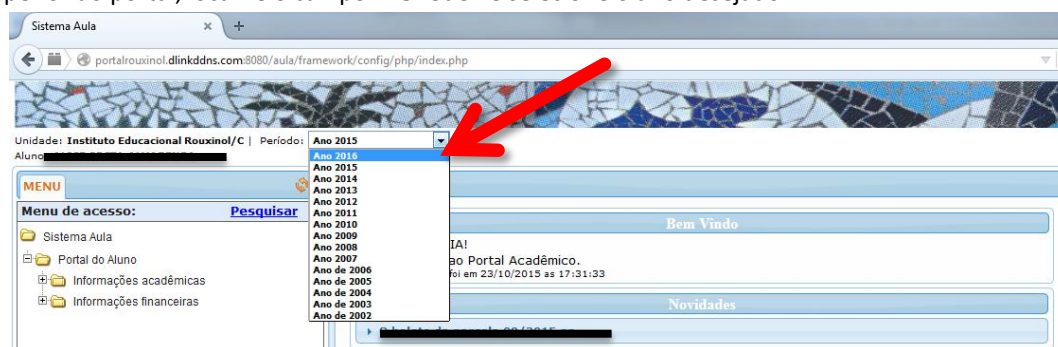 Sistema Aula × +
portalrouxinol.dlinkddns.com:8080/aula/framework/config/php/index.php
Unidade: Instituto Educacional Rouxinol/C | Período: Ano 2015
Aluno
Ano 2016
Ano 2015
Ano 2014
Ano 2013
Ano 2012
Ano 2011
Ano 2010
Ano 2009
Ano 2008
Ano 2007
Ano de 2006
Ano de 2005
Ano de 2004
Ano de 2003
Ano de 2002
MENU
Menu de acesso: Pesquisar
Sistema Aula
Portal do Aluno
Informações acadêmicas
Informações financeiras
Bem Vindo
IA!
ao Portal Acadêmico.
foi em 23/10/2015 as 17:31:33
Novidades